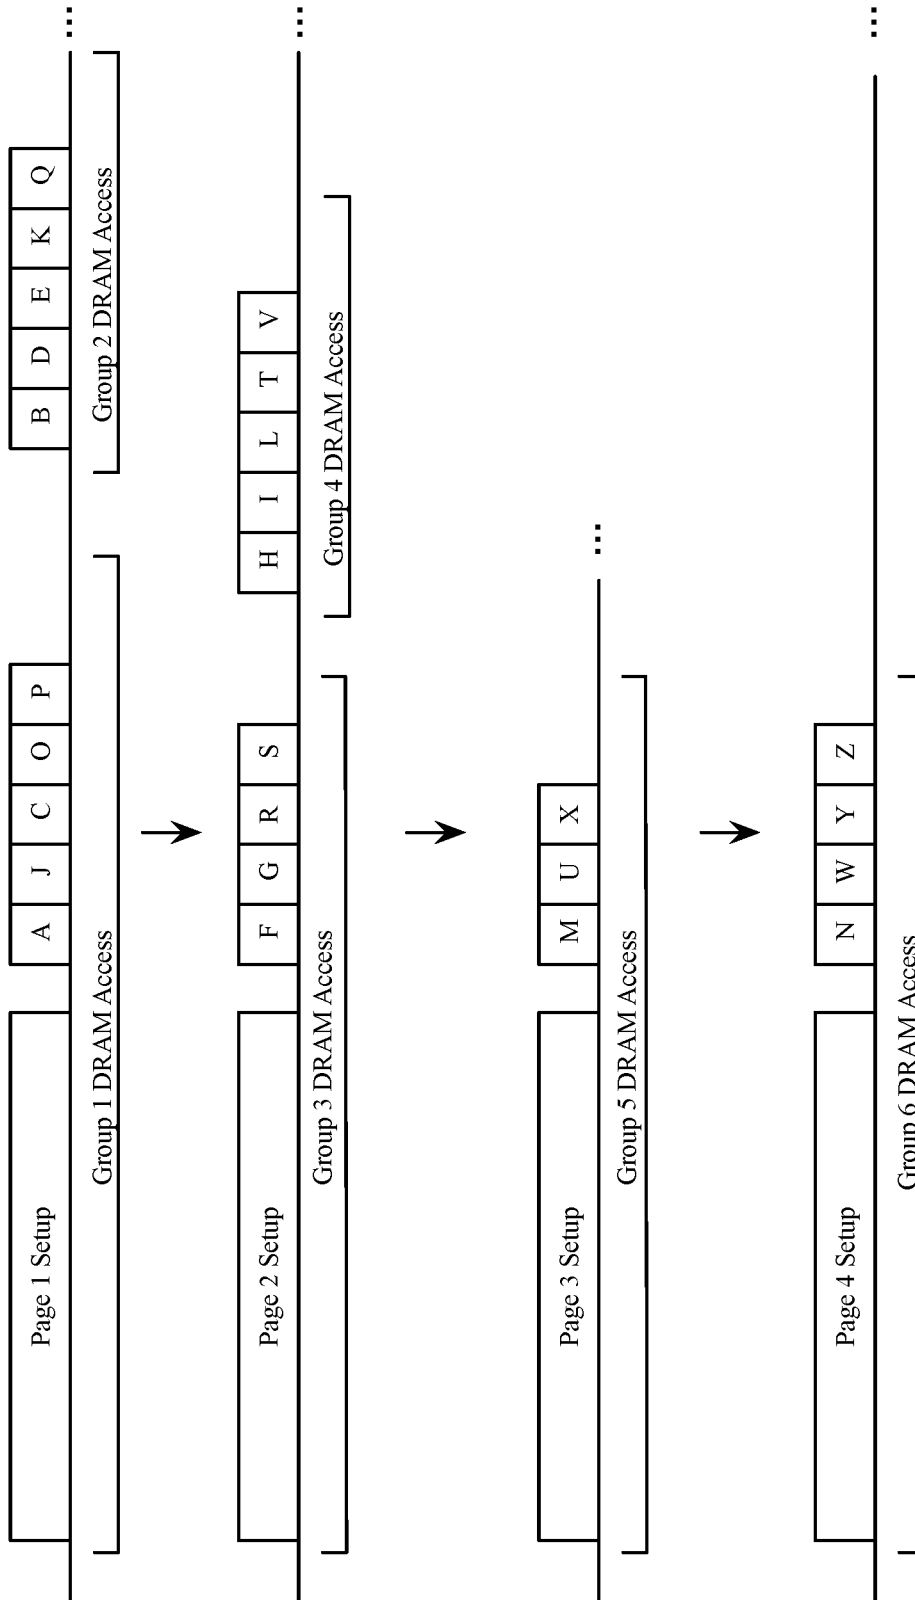 Page 1 Setup A J C O P B D E K Q ...
Group 1 DRAM Access Group 2 DRAM Access
Page 2 Setup F G R S H I L T V ...
Group 3 DRAM Access Group 4 DRAM Access
Page 3 Setup M U X ...
Group 5 DRAM Access
Page 4 Setup N W Y Z ...
Group 6 DRAM Access